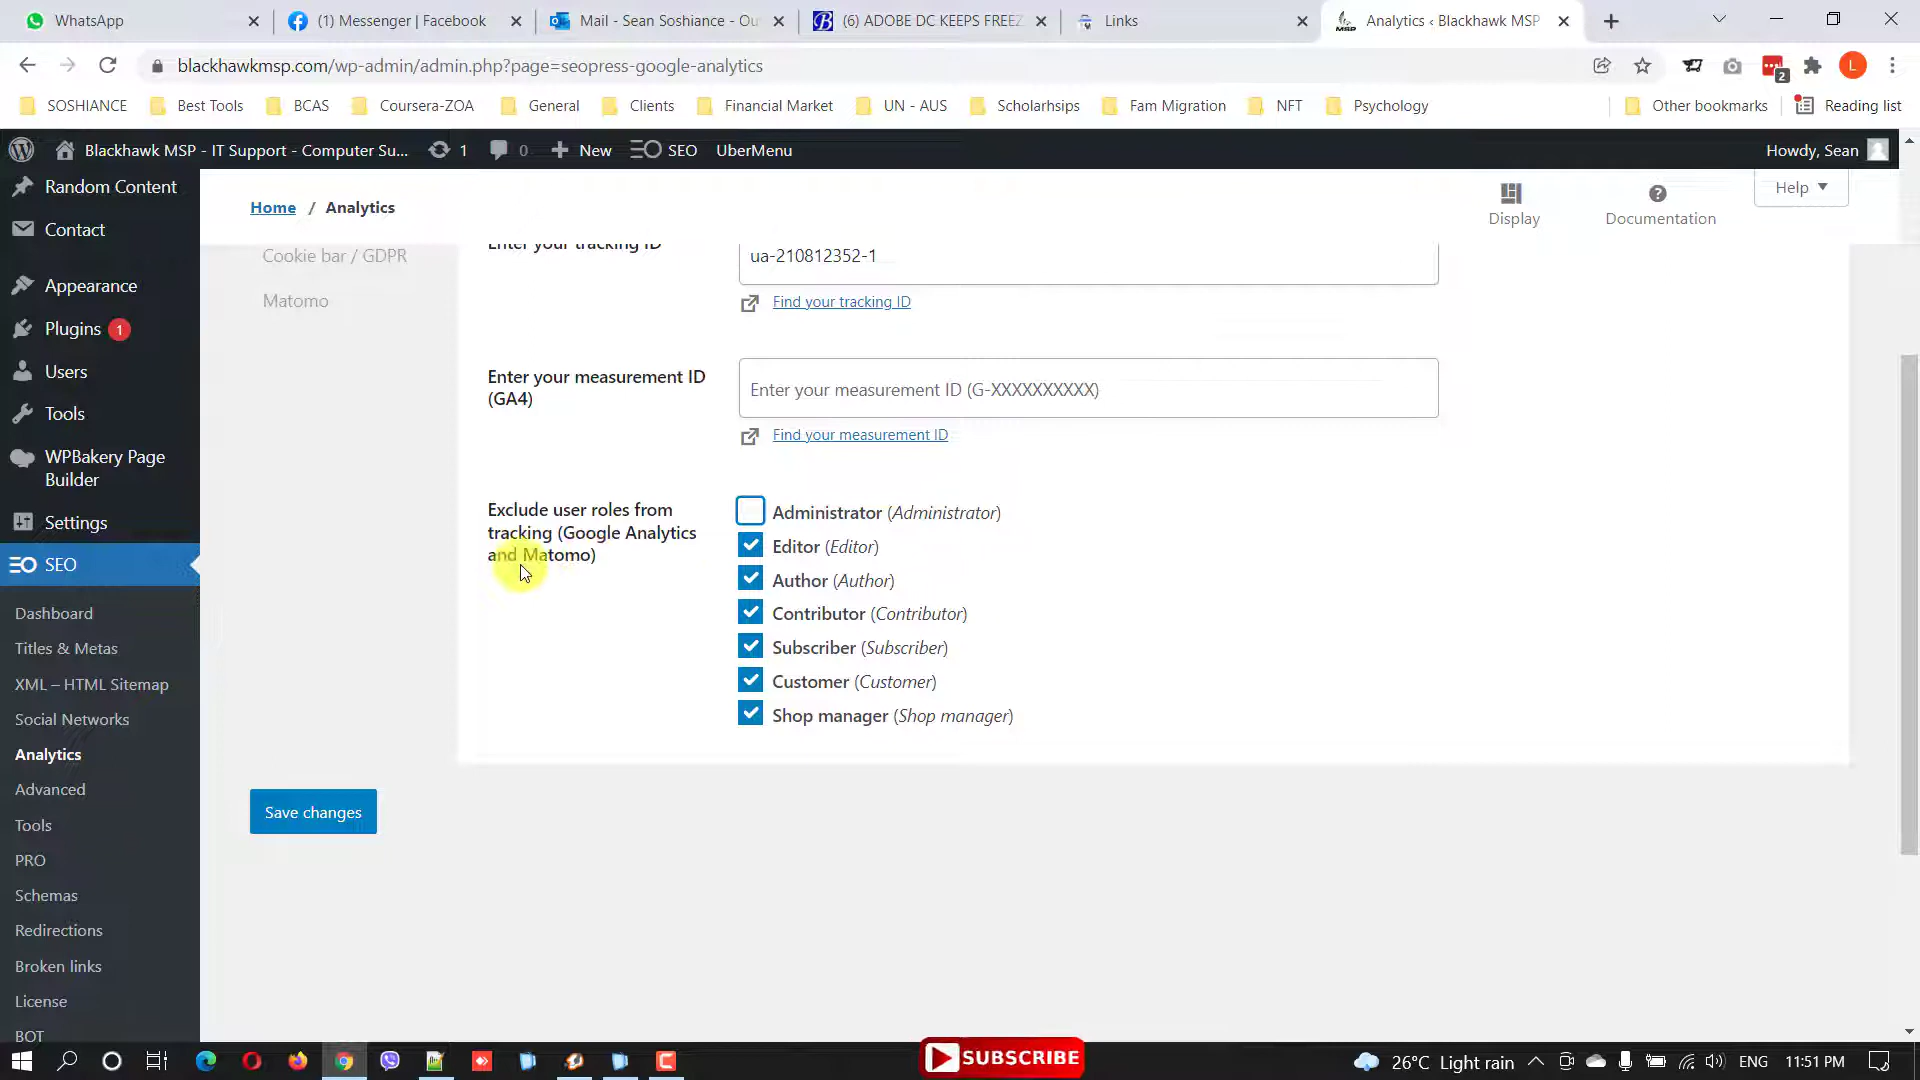 WhatsApp
(1) Messenger | Facebook
Mail - Sean Soshiance - Ou
(6) ADOBE DC KEEPS FREEZ
Links
Analytics ‹ Blackhawk MSP
blackhawkmsp.com/wp-admin/admin.php?page=seopress-google-analytics
2
L
SOSHIANCE
Best Tools
BCAS
Coursera-ZOA
General
Clients
Financial Market
UN - AUS
Scholarhsips
Fam Migration
NFT
Psychology
Other bookmarks
Reading list
Blackhawk MSP - IT Support - Computer Su...
1
0
New
SEO
UberMenu
Howdy, Sean
Random Content
Contact
Appearance
Plugins 1
Users
Tools
WPBakery Page
Builder
Settings
SEO
Dashboard
Titles & Metas
XML – HTML Sitemap
Social Networks
Analytics
Advanced
Tools
PRO
Schemas
Redirections
Broken links
License
BOT
Home / Analytics
Display
Documentation
Help
Cookie bar / GDPR
Matomo
Enter your tracking ID
ua-210812352-1
Find your tracking ID
Enter your measurement ID
(GA4)
Enter your measurement ID (G-XXXXXXXXXX)
Find your measurement ID
Exclude user roles from
tracking (Google Analytics
and Matomo)
Administrator (Administrator)
Editor (Editor)
Author (Author)
Contributor (Contributor)
Subscriber (Subscriber)
Customer (Customer)
Shop manager (Shop manager)
Save changes
SUBSCRIBE
26°C Light rain
ENG
11:51 PM